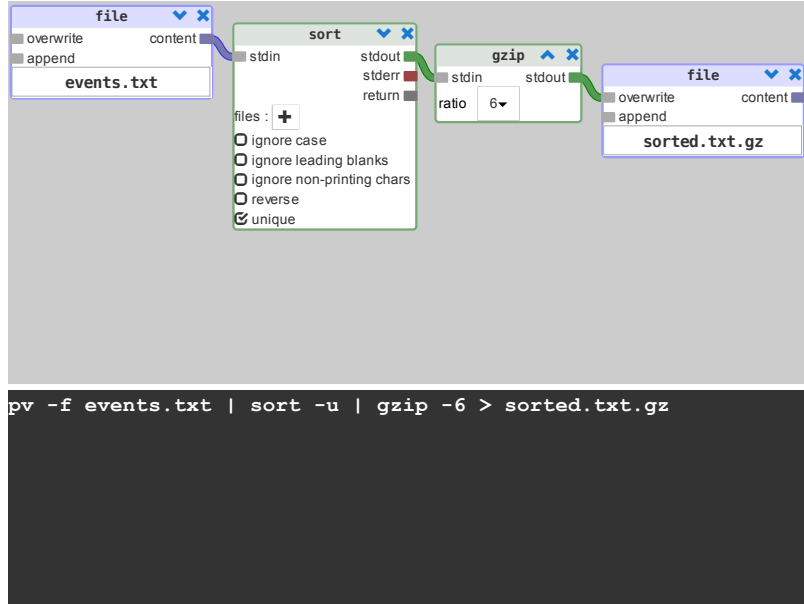 file
overwrite content
append
events.txt
sort
stdin stdout
stderr
return
files :
ignore case
ignore leading blanks
ignore non-printing chars
reverse
unique
gzip
stdin stdout
ratio 6
file
overwrite content
append
sorted.txt.gz
pv -f events.txt | sort -u | gzip -6 > sorted.txt.gz